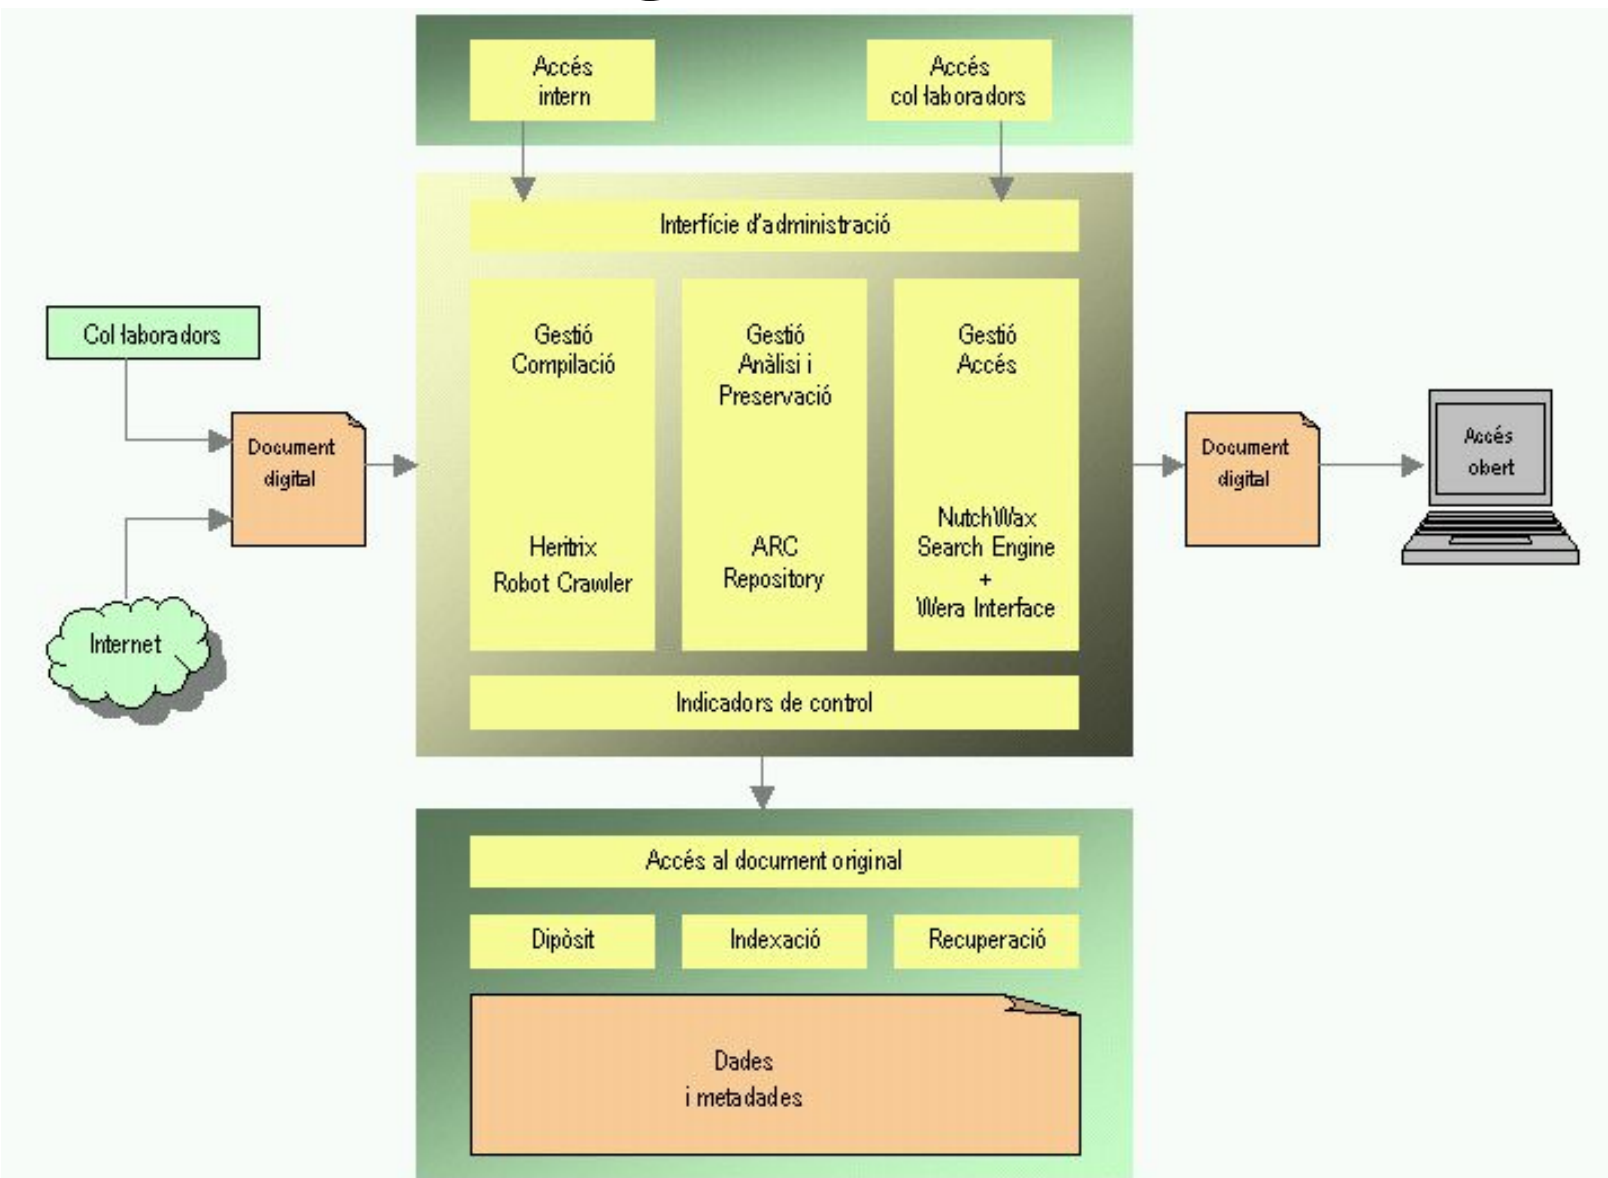 Accés
intern
Accés
col·laboradors
Interfície d'administració
Col·laboradors
Gestió
Compilació
Gestió
Anàlisi i
Preservació
Gestió
Accés
Document
digital
Document
digital
Accés
obert
Heritrix
Robot Crawler
ARC
Repository
NutchWax
Search Engine
+
Wera Interface
Internet
Indicadors de control
Accés al document original
Dipòsit
Indexació
Recuperació
Dades
i metadades